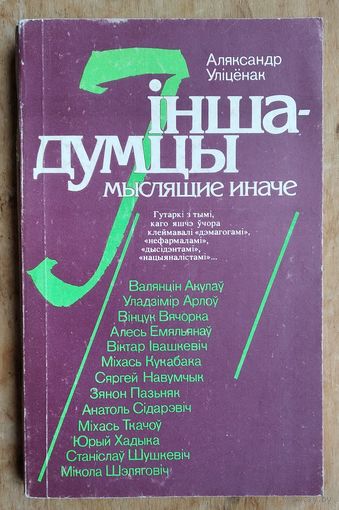 Аляксандр
Уліцёнак
Інша-
думцы
мыслящие иначе
Гутаркі з тымі,
каго яшчэ ўчора
клеймавалі «дэмагогамі»,
«нефармаламі»,
«дысідэнтамі»,
«нацыяналістамі»...
Валянцін Акулаў
Уладзімір Арлоў
Вінцук Вячорка
Алесь Емяльянаў
Віктар Івашкевіч
Міхась Кукабака
Сяргей Навумчык
Зянон Пазьняк
Анатоль Сідарэвіч
Міхась Ткачоў
Юрый Хадыка
Станіслаў Шушкевіч
Мікола Шэляговіч